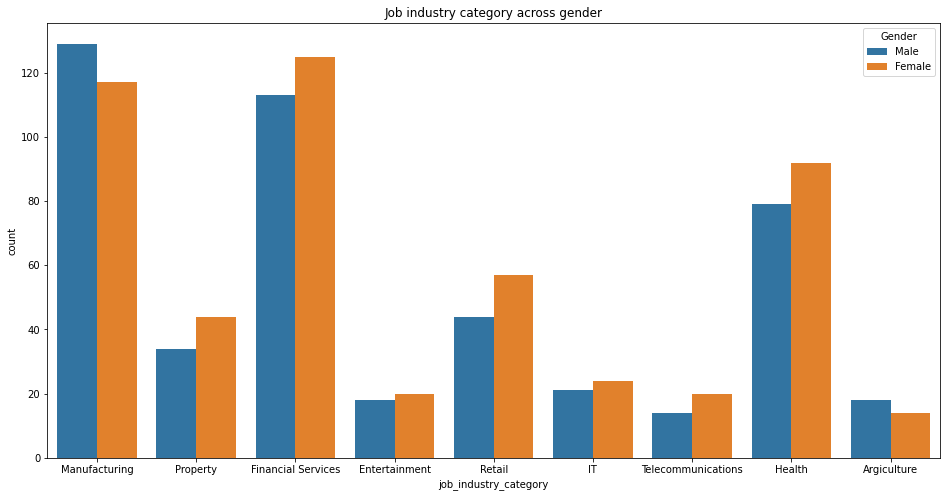 Job industry category across gender
Gender
Male
Female
count
120
100
80
60
40
20
0
Manufacturing
Property
Financial Services
Entertainment
Retail
IT
Telecommunications
Health
Argiculture
job_industry_category